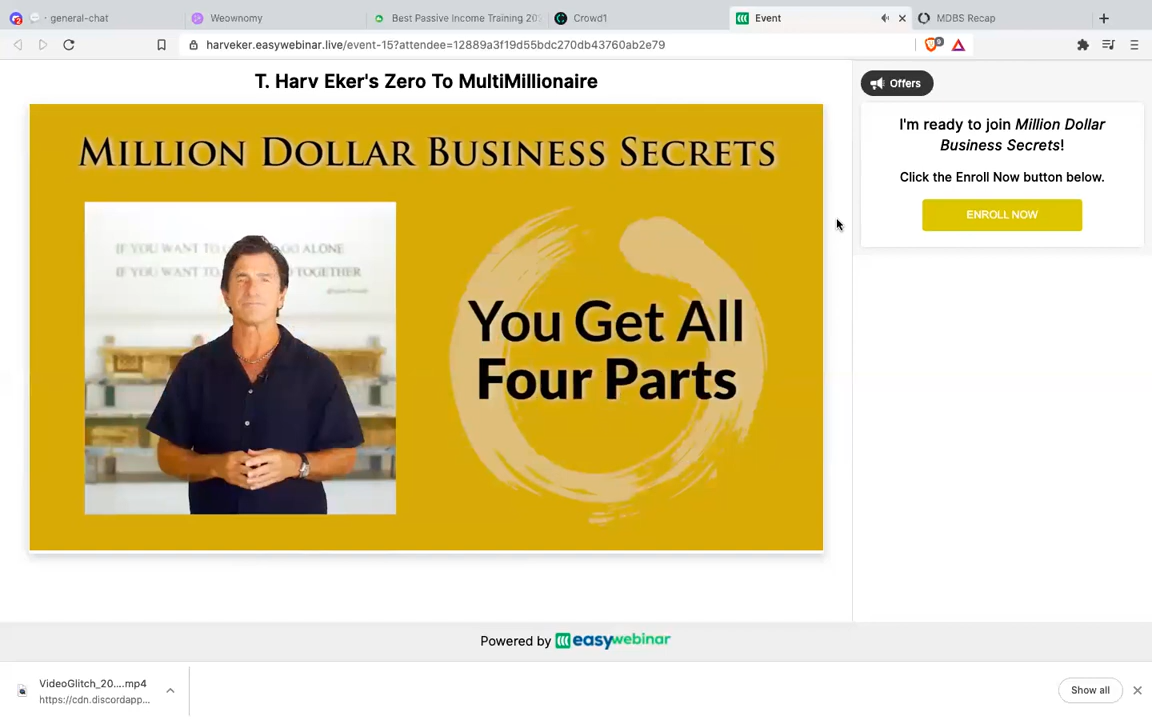 general-chat
Weownomy
Best Passive Income Training 20
Crowd1
Event
MDBS Recap
harveker.easywebinar.live/event-15?attendee=12889a3f19d55bdc270db43760ab2e79
T. Harv Eker's Zero To MultiMillionaire
Offers
I'm ready to join Million Dollar
Business Secrets!
Click the Enroll Now button below.
ENROLL NOW
MILLION DOLLAR BUSINESS SECRETS
IF YOU WANT TO GO ALONE
IF YOU WANT TO TOGETHER
You Get All
Four Parts
Powered by easywebinar
VideoGlitch_20....mp4
https://cdn.discordapp...
Show all